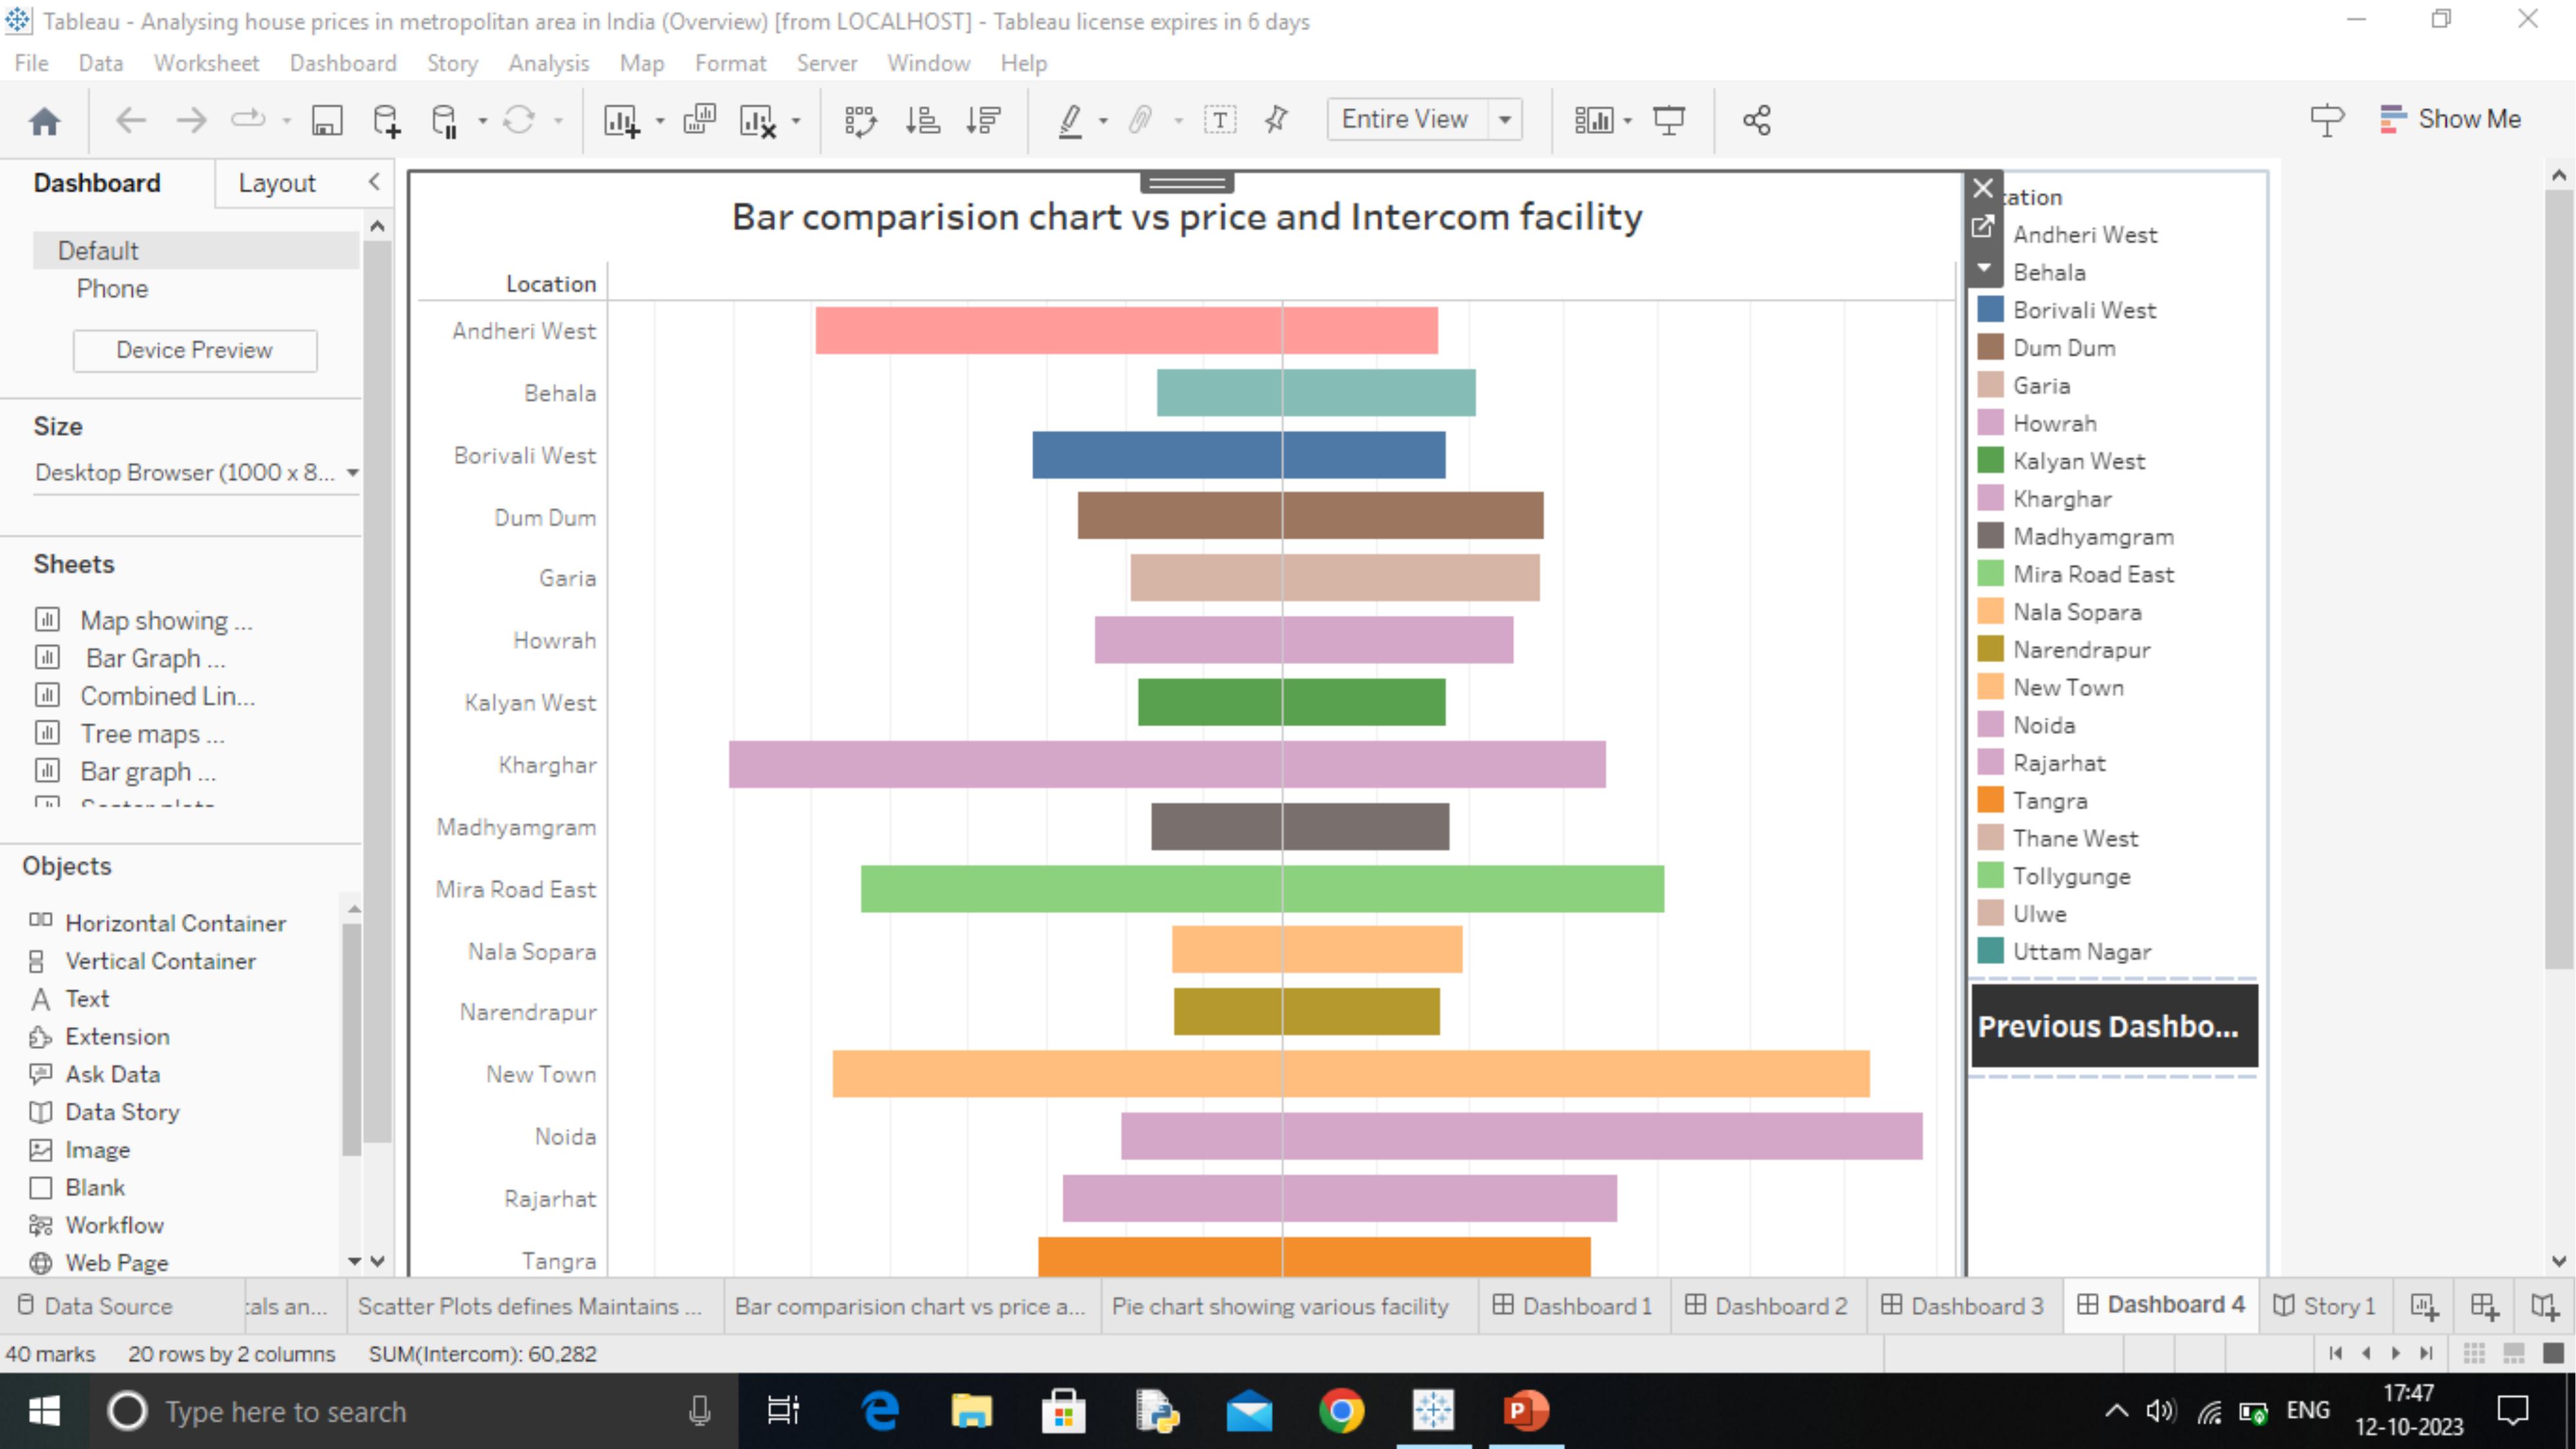 Tableau - Analysing house prices in metropolitan area in India (Overview) [from LOCALHOST] - Tableau license expires in 6 days
File Data Worksheet Dashboard Story Analysis Map Format Server Window Help
Entire View
Show Me
Dashboard
Layout
Default
Phone
Device Preview
Size
Desktop Browser (1000 x 8...
Sheets
Map showing ...
Bar Graph ...
Combined Lin...
Tree maps ...
Bar graph ...
Objects
Horizontal Container
Vertical Container
Text
Extension
Ask Data
Data Story
Image
Blank
Workflow
Web Page
Bar comparision chart vs price and Intercom facility
Location
Andheri West
Behala
Borivali West
Dum Dum
Garia
Howrah
Kalyan West
Kharghar
Madhyamgram
Mira Road East
Nala Sopara
Narendrapur
New Town
Noida
Rajarhat
Tangra
cation
Andheri West
Behala
Borivali West
Dum Dum
Garia
Howrah
Kalyan West
Kharghar
Madhyamgram
Mira Road East
Nala Sopara
Narendrapur
New Town
Noida
Rajarhat
Tangra
Thane West
Tollygunge
Ulwe
Uttam Nagar
Previous Dashbo...
Data Source
:als an...
Scatter Plots defines Maintains ...
Bar comparision chart vs price a...
Pie chart showing various facility
Dashboard 1
Dashboard 2
Dashboard 3
Dashboard 4
Story 1
40 marks 20 rows by 2 columns SUM(Intercom): 60,282
Type here to search
ENG
17:47
12-10-2023